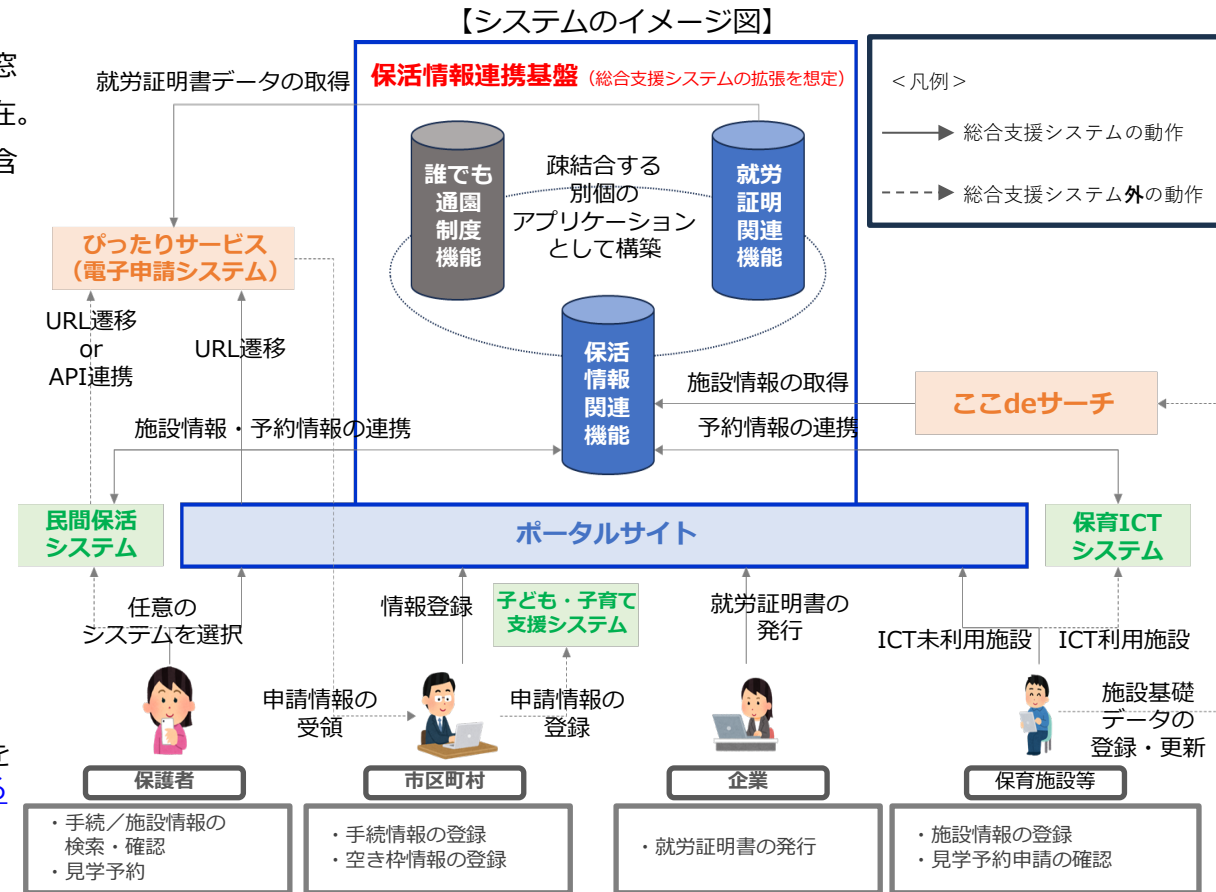 【システムのイメージ図】
窓
在。
含
を
る
就労証明書データの取得
保活情報連携基盤（総合支援システムの拡張を想定）
＜凡例＞
総合支援システムの動作
総合支援システム外の動作
誰でも
通園
制度
機能
疎結合する
別個の
アプリケーション
として構築
就労
証明
関連
機能
ぴったりサービス
（電子申請システム）
URL遷移
or
API連携
URL遷移
保活
情報
関連
機能
施設情報の取得
ここdeサーチ
施設情報・予約情報の連携
予約情報の連携
民間保活
システム
ポータルサイト
保育ICT
システム
任意の
システムを選択
情報登録
子ども・子育て
支援システム
就労証明書の
発行
ICT未利用施設
ICT利用施設
申請情報の
受領
申請情報の
登録
施設基礎
データの
登録・更新
保護者
市区町村
企業
保育施設等
・手続／施設情報の
検索・確認
・見学予約
・手続情報の登録
・空き枠情報の登録
・就労証明書の発行
・施設情報の登録
・見学予約申請の確認